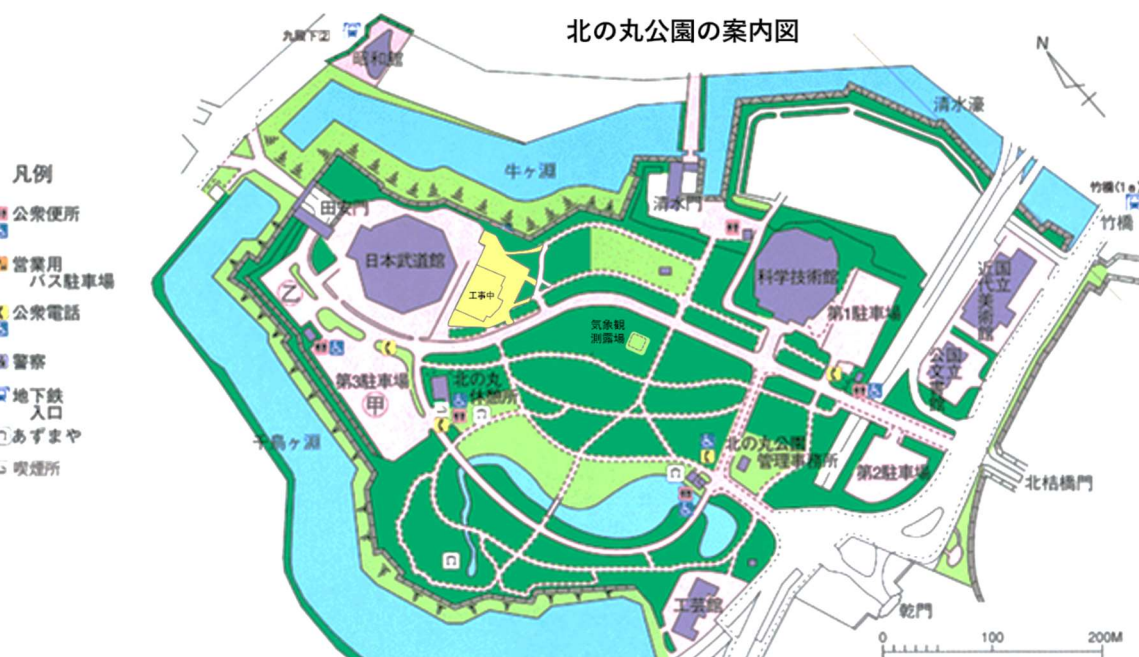 北の丸公園の案内図
九段下②
昭和館
N
清水濠
牛ヶ淵
竹橋(1a)
竹橋
凡例
公衆便所
営業用
バス駐車場
公衆電話
警察
地下鉄
入口
あずまや
喫煙所
田安門
清水門
日本武道館
工事中
科学技術館
国立
近代美術館
乙
気象観
測露場
第1駐車場
国立
公文書館
第3駐車場
甲
北の丸
休憩所
千鳥ヶ淵
北の丸公園
管理事務所
第2駐車場
北桔橋門
工芸館
乾門
0 100 200M